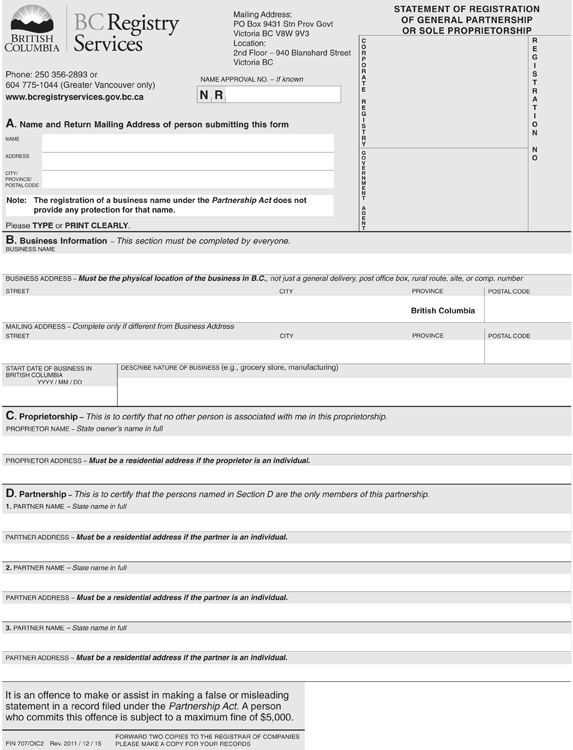 BRITISH
COLUMBIA
BC Registry
Services
Mailing Address:
PO Box 9431 Stn Prov Govt
Victoria BC V8W 9V3
Location:
2nd Floor – 940 Blanshard Street
Victoria BC
STATEMENT OF REGISTRATION
OF GENERAL PARTNERSHIP
OR SOLE PROPRIETORSHIP
Phone: 250 356-2893 or
604 775-1044 (Greater Vancouver only)
www.bcregistryservices.gov.bc.ca
NAME APPROVAL NO. – if known
N R
CORPORATE REGISTRY
GOVERNMENT AGENT
REGISTRATION NO
A. Name and Return Mailing Address of person submitting this form
NAME
ADDRESS
CITY/
PROVINCE/
POSTAL CODE
Note: The registration of a business name under the Partnership Act does not
provide any protection for that name.
Please TYPE or PRINT CLEARLY.
B. Business Information – This section must be completed by everyone.
BUSINESS NAME
BUSINESS ADDRESS – Must be the physical location of the business in B.C., not just a general delivery, post office box, rural route, site, or comp. number
STREET CITY PROVINCE POSTAL CODE
British Columbia
MAILING ADDRESS – Complete only if different from Business Address
STREET CITY PROVINCE POSTAL CODE
START DATE OF BUSINESS IN
BRITISH COLUMBIA
YYYY / MM / DD
DESCRIBE NATURE OF BUSINESS (e.g., grocery store, manufacturing)
C. Proprietorship – This is to certify that no other person is associated with me in this proprietorship.
PROPRIETOR NAME – State owner's name in full
PROPRIETOR ADDRESS – Must be a residential address if the proprietor is an individual.
D. Partnership – This is to certify that the persons named in Section D are the only members of this partnership.
1. PARTNER NAME – State name in full
PARTNER ADDRESS – Must be a residential address if the partner is an individual.
2. PARTNER NAME – State name in full
PARTNER ADDRESS – Must be a residential address if the partner is an individual.
3. PARTNER NAME – State name in full
PARTNER ADDRESS – Must be a residential address if the partner is an individual.
It is an offence to make or assist in making a false or misleading
statement in a record filed under the Partnership Act. A person
who commits this offence is subject to a maximum fine of $5,000.
FIN 707/OIC2 Rev. 2011 / 12 / 15
FORWARD TWO COPIES TO THE REGISTRAR OF COMPANIES
PLEASE MAKE A COPY FOR YOUR RECORDS